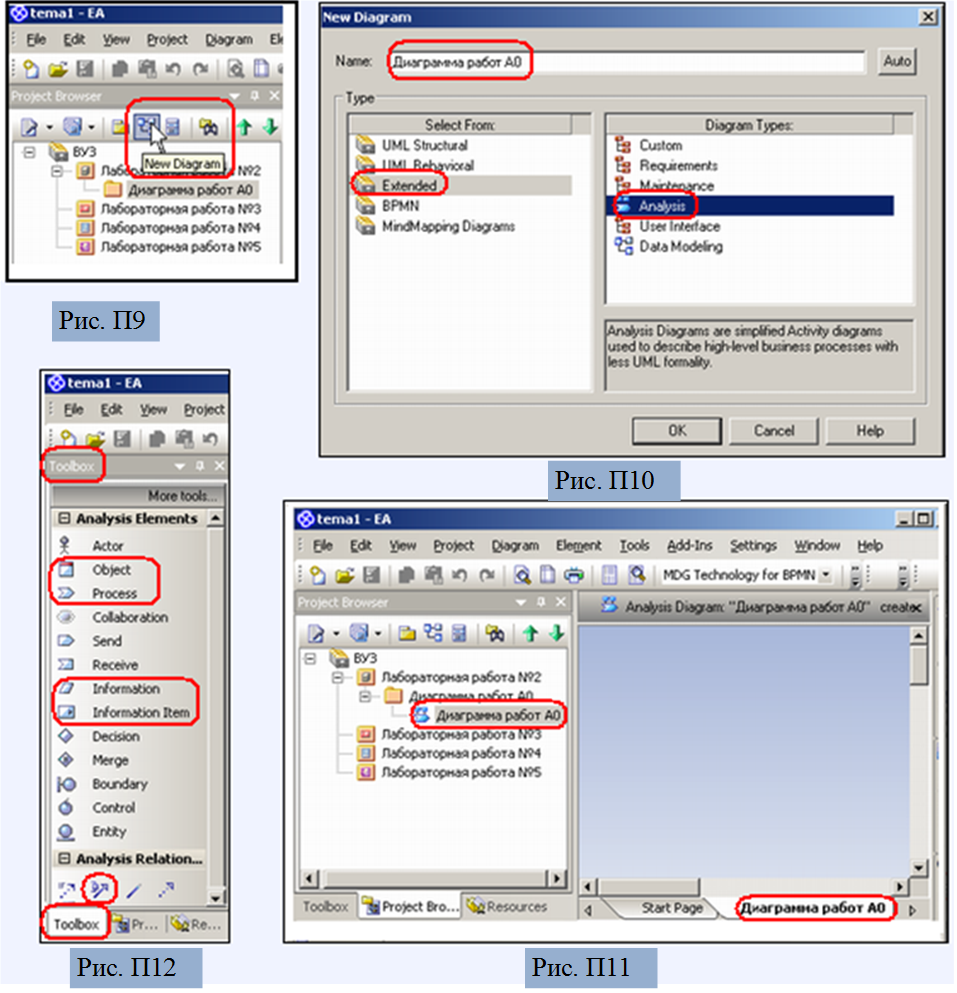 tema1 - EA
File Edit View Project Diagram
Project Browser
New Diagram
ВУЗ
Лабораторная работа №2
Диаграмма работ А0
Лабораторная работа №3
Лабораторная работа №4
Лабораторная работа №5
Рис. П9
New Diagram
Name: Диаграмма работ А0 Auto
Type
Select From:
UML Structural
UML Behavioral
Extended
BPMN
MindMapping Diagrams
Diagram Types:
Custom
Requirements
Maintenance
Analysis
User Interface
Data Modeling
Analysis Diagrams are simplified Activity diagrams
used to describe high-level business processes with
less UML formality.
OK Cancel Help
Рис. П10
tema1 - EA
File Edit View Project
Toolbox
More tools...
Analysis Elements
Actor
Object
Process
Collaboration
Send
Receive
Information
Information Item
Decision
Merge
Boundary
Control
Entity
Analysis Relation...
Toolbox Pr... Re...
Рис. П12
tema1 - EA
File Edit View Project Diagram Element Tools Add-Ins Settings Window Help
MDG Technology for BPMN
Project Browser
ВУЗ
Лабораторная работа №2
Диаграмма работ А0
Диаграмма работ А0
Лабораторная работа №3
Лабораторная работа №4
Лабораторная работа №5
Toolbox Project Bro... Resources
Analysis Diagram: "Диаграмма работ А0"
Start Page Диаграмма работ А0
Рис. П11